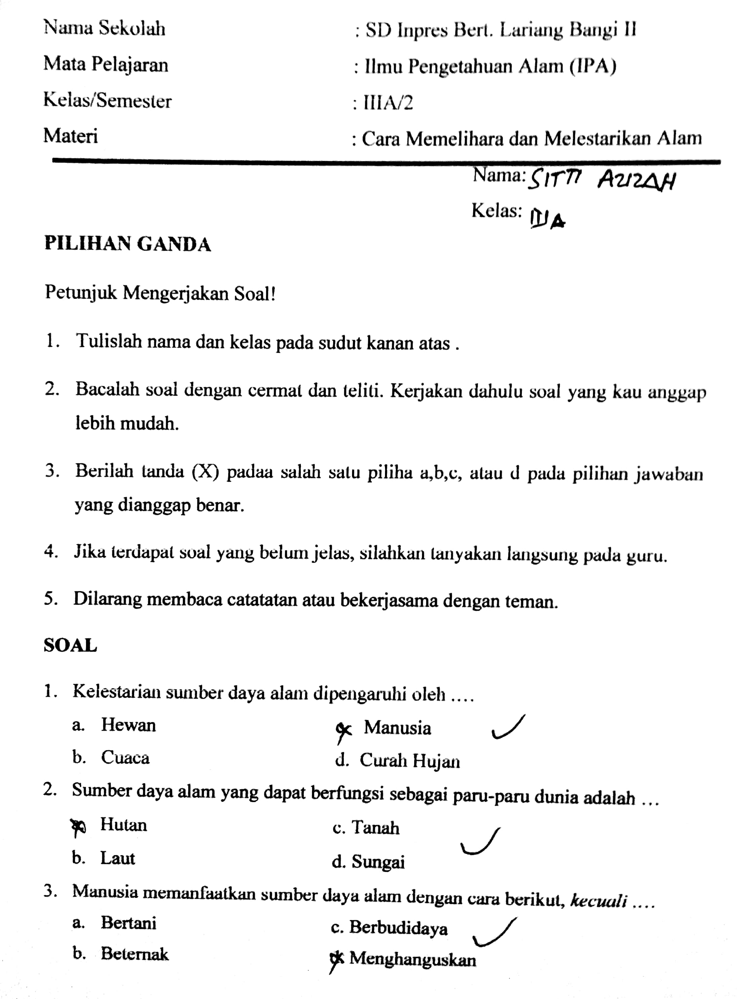 Nama Sekolah : SD Inpres Bert. Lariang Bangi II
Mata Pelajaran : Ilmu Pengetahuan Alam (IPA)
Kelas/Semester : IIIA/2
Materi : Cara Memelihara dan Melestarikan Alam
Nama: SITTI AZIZAH
Kelas: IIIA
PILIHAN GANDA
Petunjuk Mengerjakan Soal!
1. Tulislah nama dan kelas pada sudut kanan atas .
2. Bacalah soal dengan cermat dan teliti. Kerjakan dahulu soal yang kau anggap
lebih mudah.
3. Berilah tanda (X) padaa salah satu piliha a,b,c, atau d pada pilihan jawaban
yang dianggap benar.
4. Jika terdapat soal yang belum jelas, silahkan tanyakan langsung pada guru.
5. Dilarang membaca catatatan atau bekerjasama dengan teman.
SOAL
1. Kelestarian sumber daya alam dipengaruhi oleh ....
a. Hewan c. Manusia
b. Cuaca d. Curah Hujan
2. Sumber daya alam yang dapat berfungsi sebagai paru-paru dunia adalah ...
a. Hutan c. Tanah
b. Laut d. Sungai
3. Manusia memanfaatkan sumber daya alam dengan cara berikut, kecuali ....
a. Bertani c. Berbudidaya
b. Beternak d. Menghanguskan